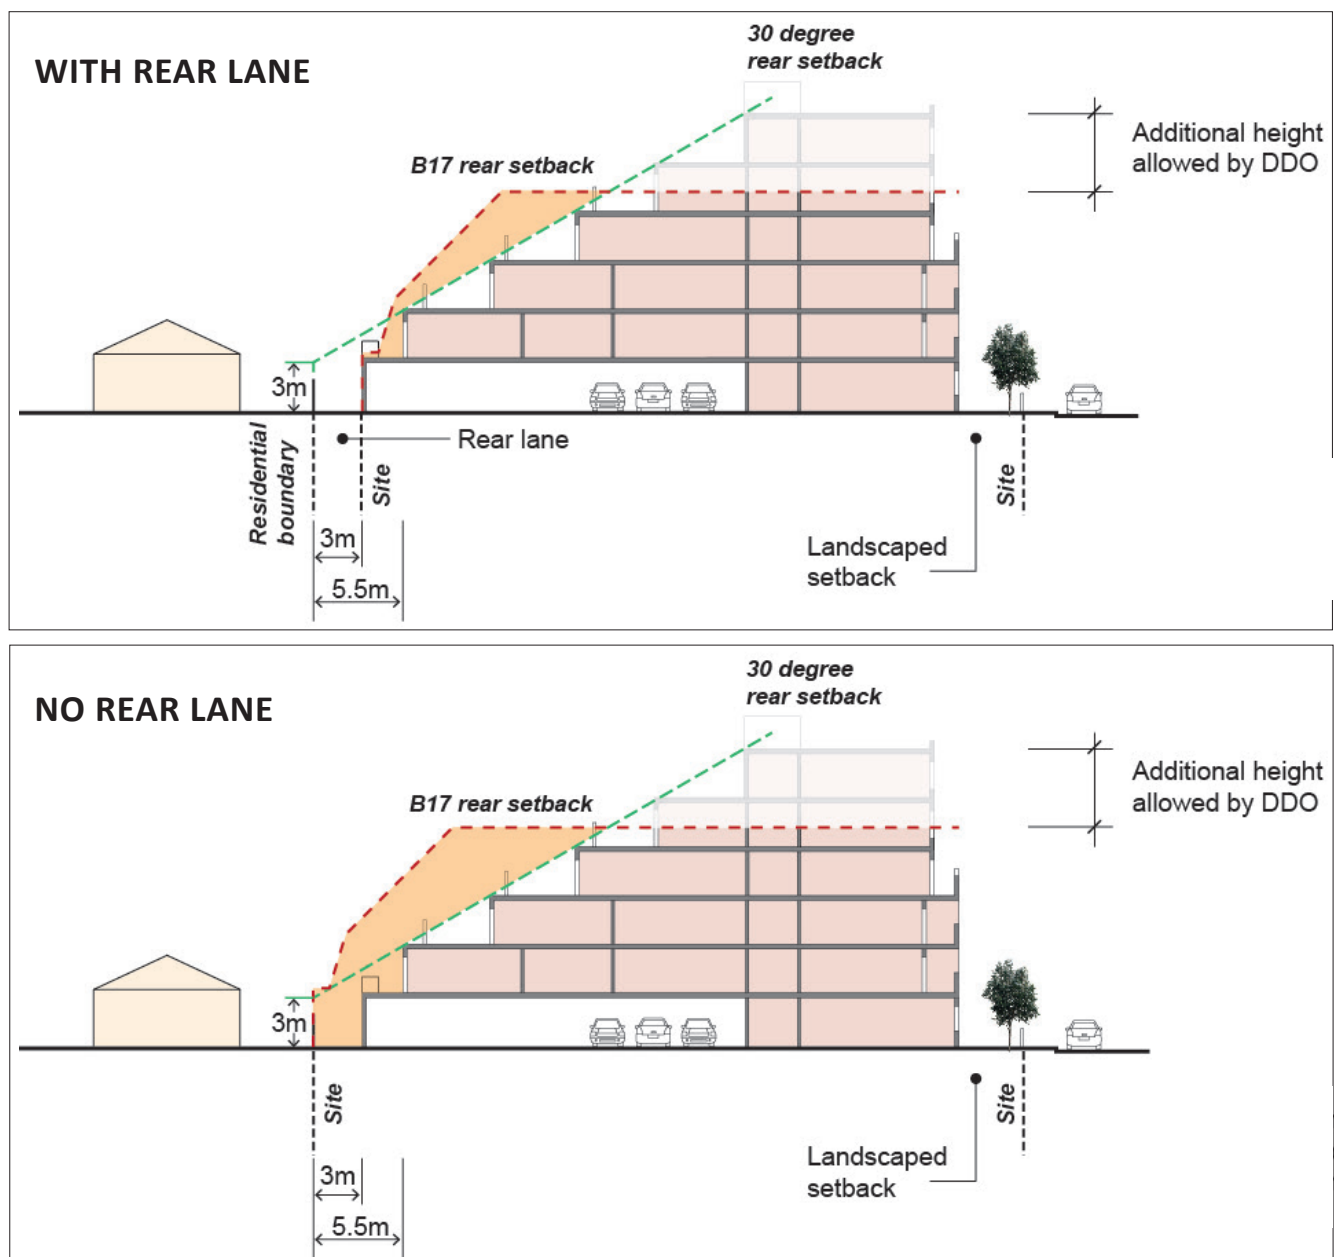 WITH REAR LANE
30 degree
rear setback
B17 rear setback
Additional height
allowed by DDO
3m
Rear lane
Residential
boundary
Site
Site
3m
5.5m
Landscaped
setback
NO REAR LANE
30 degree
rear setback
B17 rear setback
Additional height
allowed by DDO
3m
Site
Site
3m
5.5m
Landscaped
setback